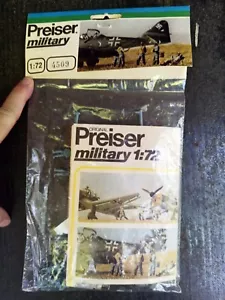 Preiser
military
1:72
4509
ORIGINAL
Preiser
military 1:72